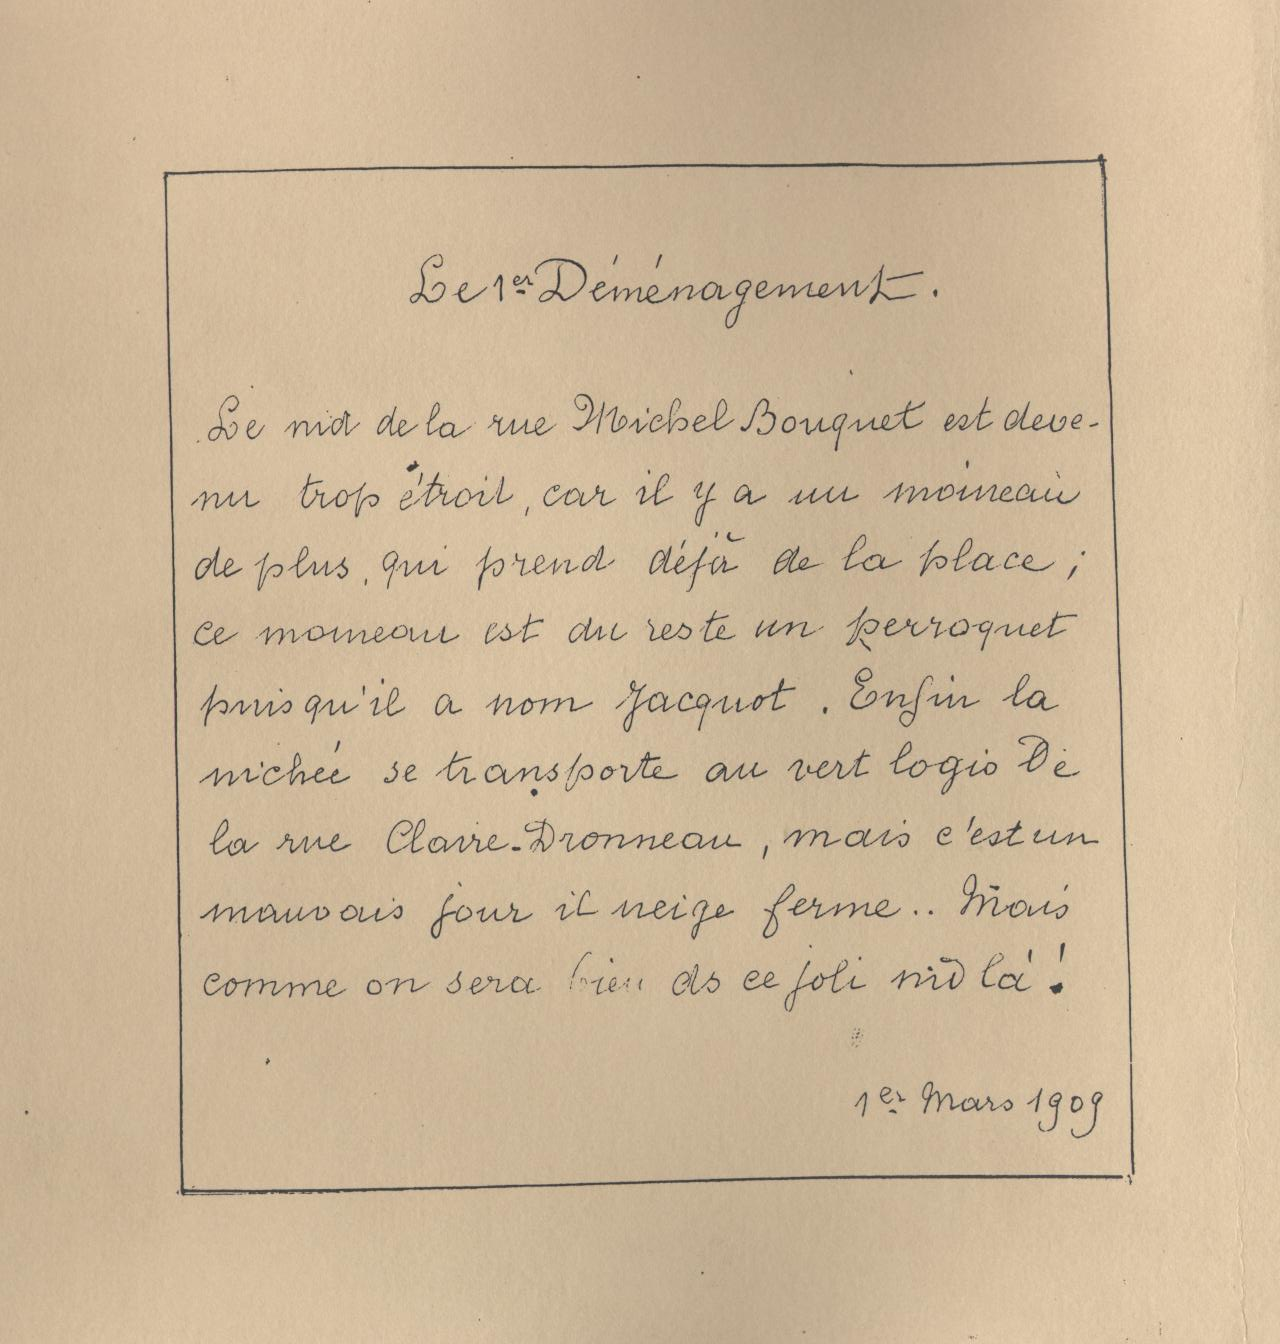 Le 1er Déménagement.
Le nid de la rue Michel Bouquet est deve-
nu trop étroit, car il y a un moineau
de plus, qui prend déjà de la place ;
ce moineau est du reste un perroquet
puisqu'il a nom Jacquot. Enfin la
nichée se transporte au vert logis De
la rue Claire-Dronneau, mais c'est un
mauvais jour il neige ferme.. Mais
comme on sera bien ds ce joli nid là !
1er Mars 1909